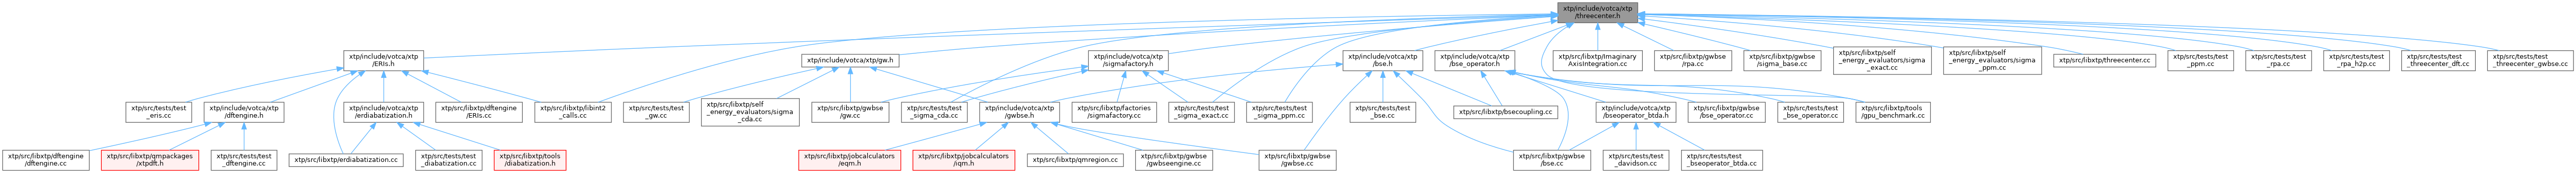 xtp/include/votca/xtp
/threecenter.h
xtp/include/votca/xtp
/ERIs.h
xtp/include/votca/xtp/gw.h
xtp/include/votca/xtp
/sigmafactory.h
xtp/include/votca/xtp
/bse.h
xtp/include/votca/xtp
/bse_operator.h
xtp/src/libxtp/Imaginary
AxisIntegration.cc
xtp/src/libxtp/gwbse
/rpa.cc
xtp/src/libxtp/gwbse
/sigma_base.cc
xtp/src/libxtp/self
_energy_evaluators/sigma
_exact.cc
xtp/src/libxtp/self
_energy_evaluators/sigma
_ppm.cc
xtp/src/libxtp/threecenter.cc
xtp/src/tests/test
_ppm.cc
xtp/src/tests/test
_rpa.cc
xtp/src/tests/test
_rpa_h2p.cc
xtp/src/tests/test
_threecenter_dft.cc
xtp/src/tests/test
_threecenter_gwbse.cc
xtp/src/tests/test
_eris.cc
xtp/include/votca/xtp
/dftengine.h
xtp/include/votca/xtp
/erdiabatization.h
xtp/src/libxtp/dftengine
/ERIs.cc
xtp/src/libxtp/libint2
_calls.cc
xtp/src/tests/test
_gw.cc
xtp/src/libxtp/self
_energy_evaluators/sigma
_cda.cc
xtp/src/libxtp/gwbse
/gw.cc
xtp/src/tests/test
_sigma_cda.cc
xtp/include/votca/xtp
/gwbse.h
xtp/src/libxtp/factories
/sigmafactory.cc
xtp/src/tests/test
_sigma_exact.cc
xtp/src/tests/test
_sigma_ppm.cc
xtp/src/tests/test
_bse.cc
xtp/src/libxtp/bsecoupling.cc
xtp/include/votca/xtp
/bseoperator_btda.h
xtp/src/libxtp/gwbse
/bse_operator.cc
xtp/src/tests/test
_bse_operator.cc
xtp/src/libxtp/tools
/gpu_benchmark.cc
xtp/src/libxtp/dftengine
/dftengine.cc
xtp/src/libxtp/qmpackages
/xtpdft.h
xtp/src/tests/test
_dftengine.cc
xtp/src/libxtp/erdiabatization.cc
xtp/src/tests/test
_diabatization.cc
xtp/src/libxtp/tools
/diabatization.h
xtp/src/libxtp/jobcalculators
/eqm.h
xtp/src/libxtp/jobcalculators
/iqm.h
xtp/src/libxtp/qmregion.cc
xtp/src/libxtp/gwbse
/gwbseengine.cc
xtp/src/libxtp/gwbse
/gwbse.cc
xtp/src/libxtp/gwbse
/bse.cc
xtp/src/tests/test
_davidson.cc
xtp/src/tests/test
_bseoperator_btda.cc